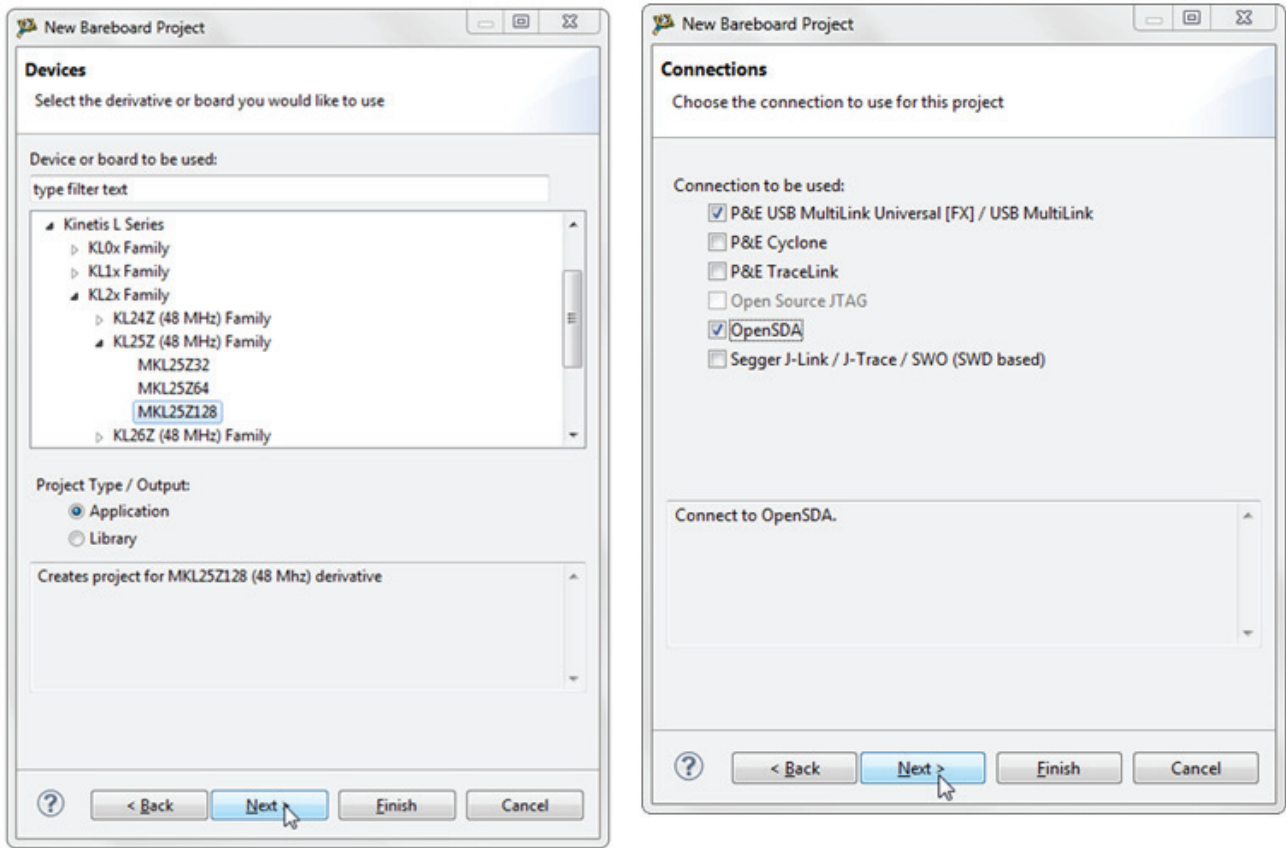 New Bareboard Project
Devices
Select the derivative or board you would like to use
Device or board to be used:
type filter text
Kinetis L Series
KL0x Family
KL1x Family
KL2x Family
KL24Z (48 MHz) Family
KL25Z (48 MHz) Family
MKL25Z32
MKL25Z64
MKL25Z128
KL26Z (48 MHz) Family
Project Type / Output:
Application
Library
Creates project for MKL25Z128 (48 Mhz) derivative
? < Back Next > Finish Cancel
New Bareboard Project
Connections
Choose the connection to use for this project
Connection to be used:
P&E USB MultiLink Universal [FX] / USB MultiLink
P&E Cyclone
P&E TraceLink
Open Source JTAG
OpenSDA
Segger J-Link / J-Trace / SWO (SWD based)
Connect to OpenSDA.
? < Back Next > Finish Cancel